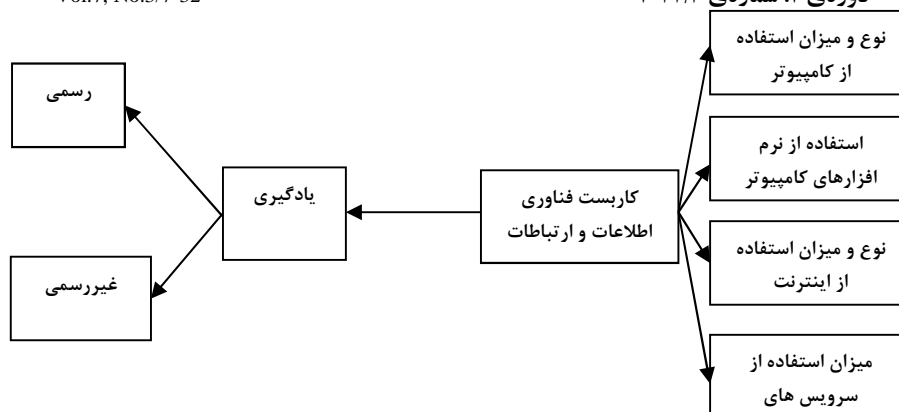 نوع و میزان استفاده
از کامپیوتر
استفاده از نرم
افزارهای کامپیوتر
نوع و میزان استفاده
از اینترنت
میزان استفاده از
سرویس های
کاربست فناوری
اطلاعات و ارتباطات
یادگیری
رسمی
غیررسمی